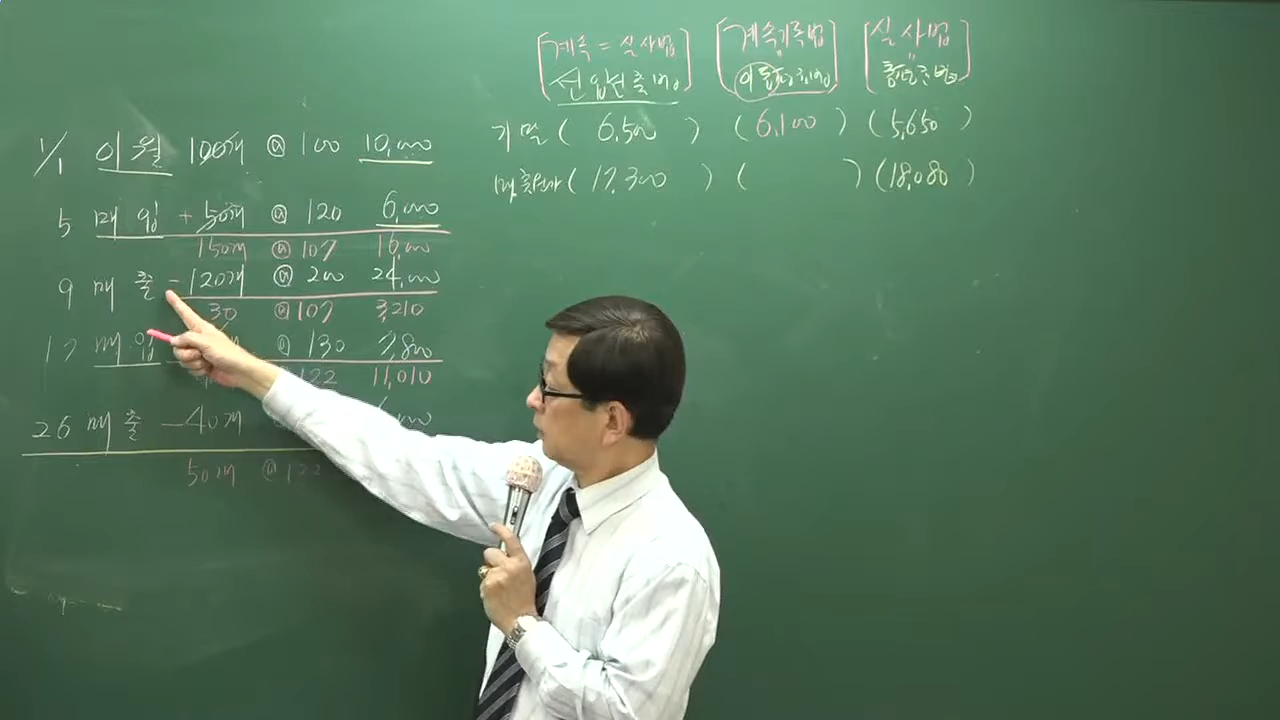 [계속 = 실사법] [계속기록법] [실사법]
선입선출법 이동평균법 총평균법
기말 ( 6,500 ) ( 6,100 ) ( 5,650 )
매출원가 ( 17,300 ) ( ) ( 18,080 )
1/1 이월 100개 @ 100 10,000
5 매입 + 50개 @ 120 6,000
150개 @ 107 16,000
9 매출 - 120개 @ 200 24,000
30 @ 107 3,210
17 매입 @ 130 7,800
122 11,010
26 매출 - 40개
50개 @ 122